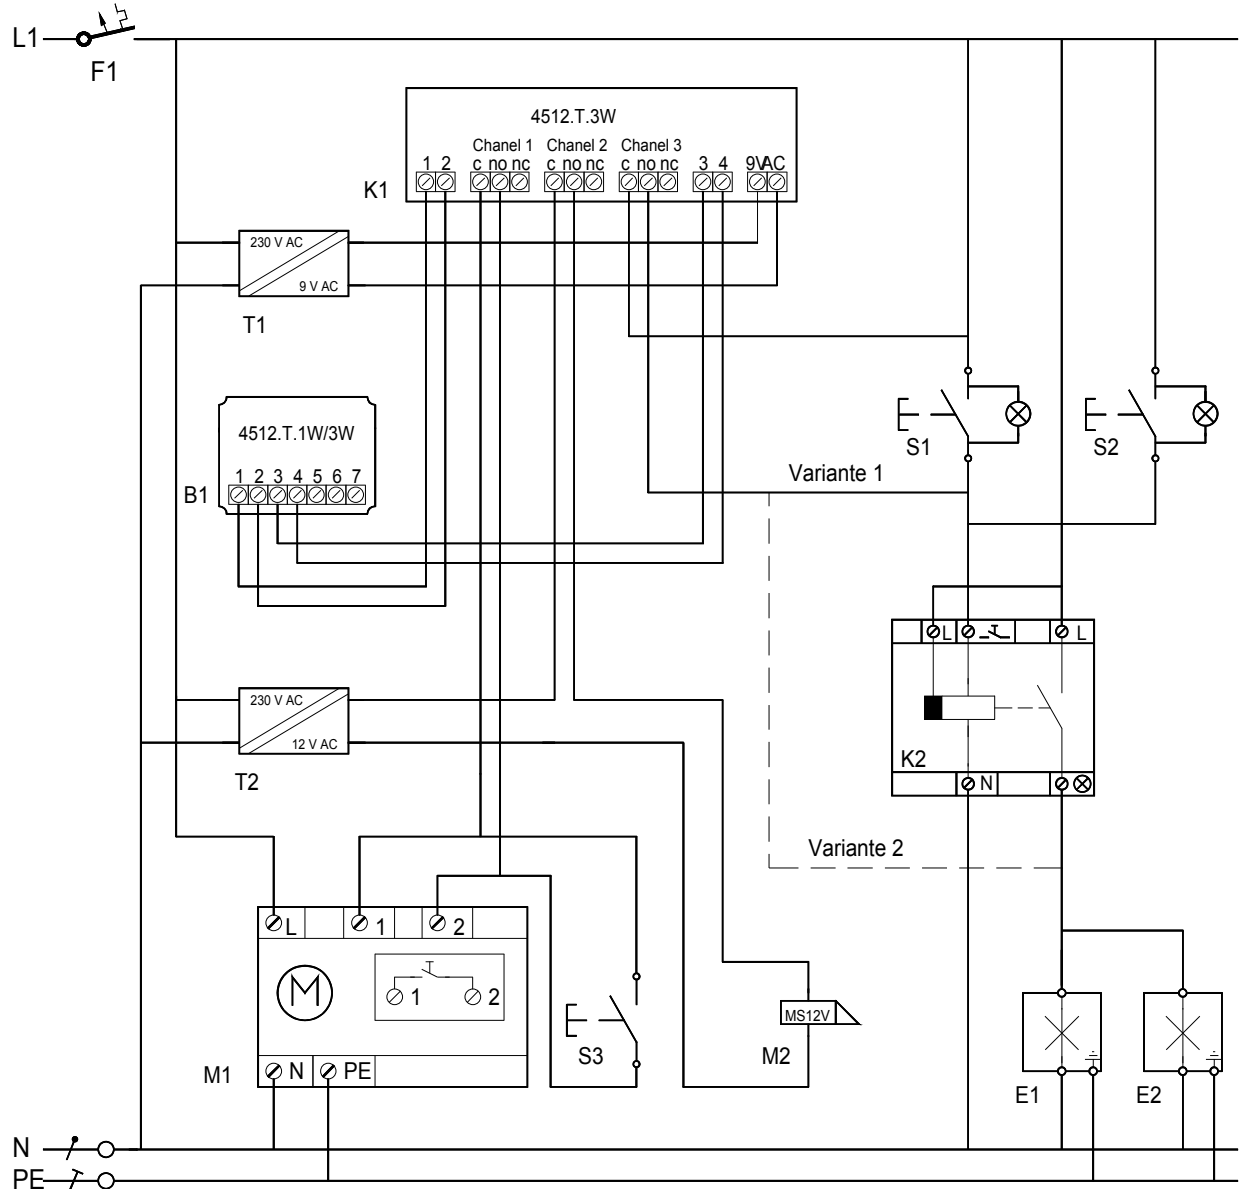 L1
F1
4512.T.3W
Chanel 1 Chanel 2 Chanel 3
1 2 c no nc c no nc c no nc 3 4 9VAC
K1
230 V AC
9 V AC
T1
4512.T.1W/3W
1 2 3 4 5 6 7
B1
S1
S2
Variante 1
L L
K2
N
230 V AC
12 V AC
T2
Variante 2
L 1 2
M
1 2
N PE
M1
S3
MS12V
M2
E1
E2
N
PE